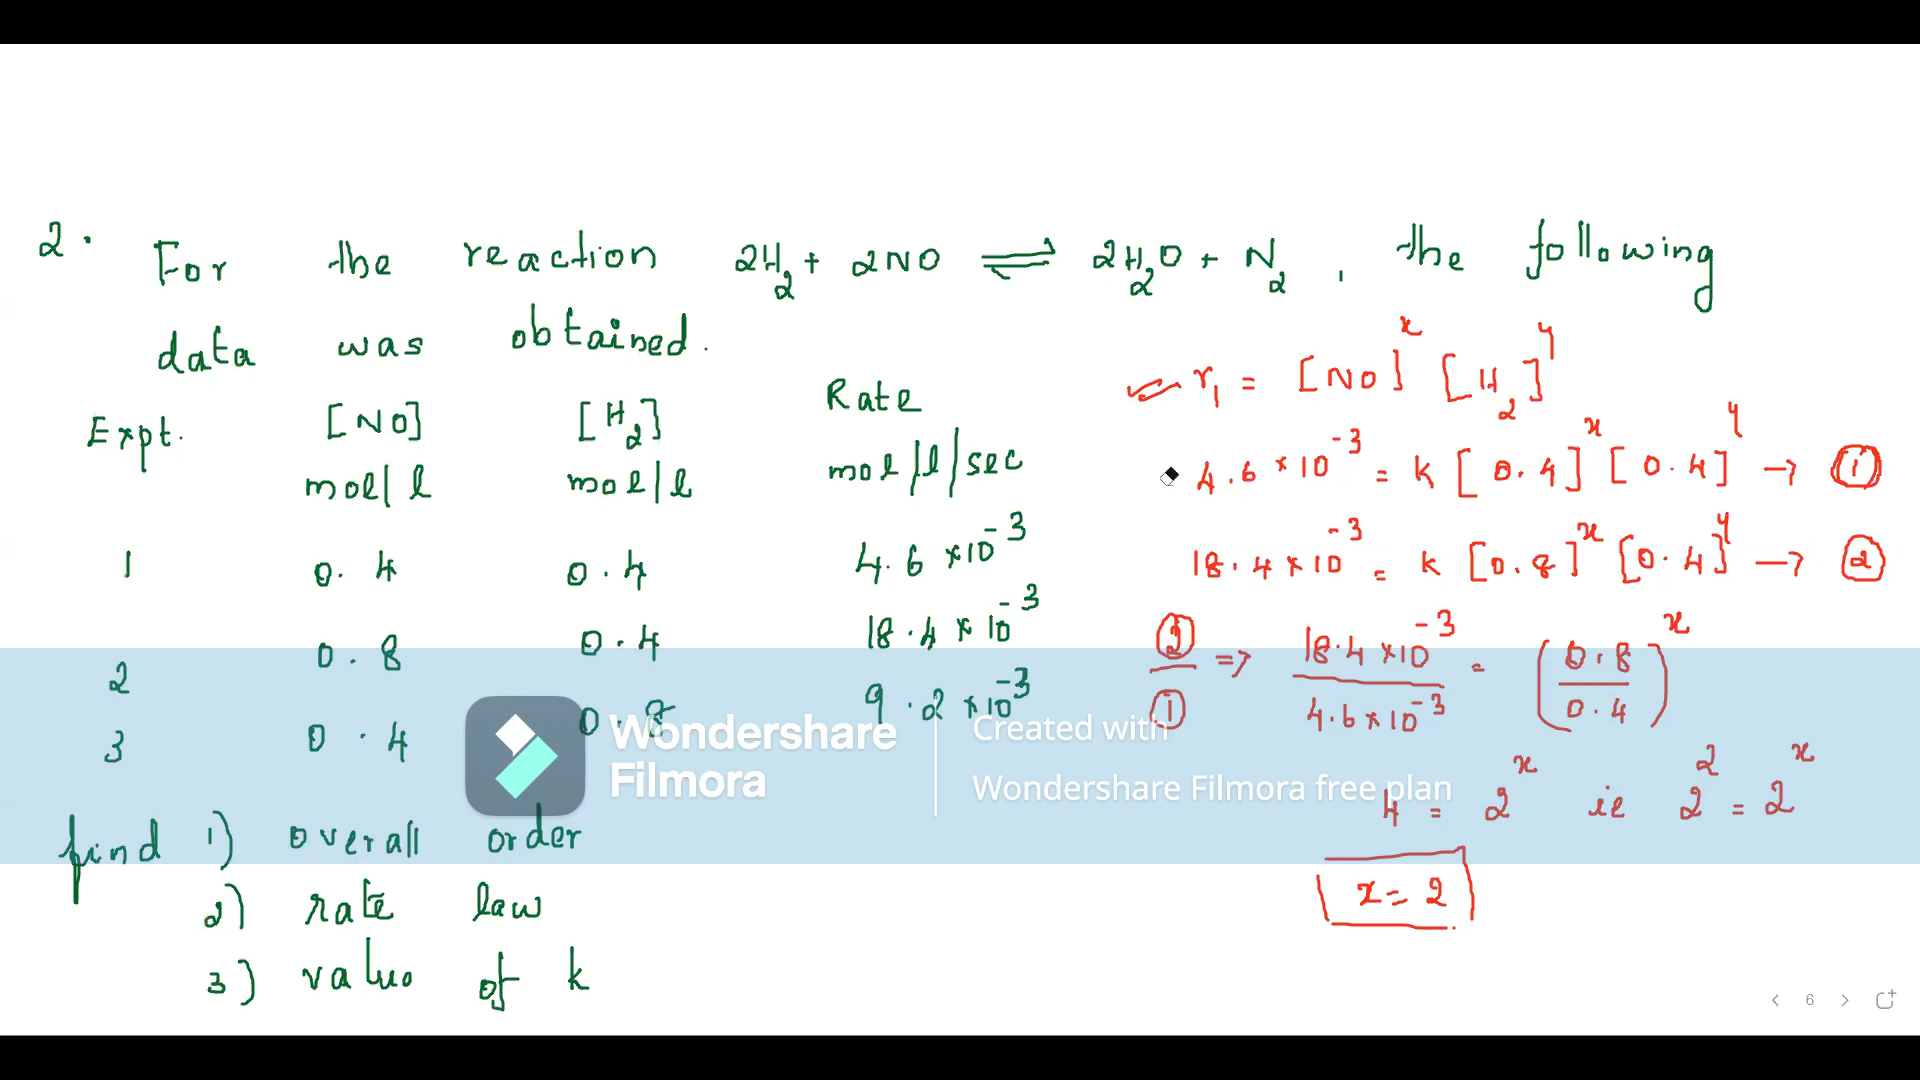 2. For the reaction 2H₂ + 2NO ⇌ 2H₂O + N₂ , the following
data was obtained.
Expt. [NO] [H₂] Rate
mol/l mol/l mol/l/sec
1 0.4 0.4 4.6 × 10⁻³
2 0.8 0.4 18.4 × 10⁻³
3 0.4 0.8 9.2 × 10⁻³
find 1) overall order
2) rate law
3) value of k
r₁ = [NO]ˣ [H₂]ʸ
4.6 × 10⁻³ = k [0.4]ˣ [0.4]ʸ → ①
18.4 × 10⁻³ = k [0.8]ˣ [0.4]ʸ → ②
②/① ⇒ 18.4 × 10⁻³ / 4.6 × 10⁻³ = (0.8 / 0.4)ˣ
4 = 2ˣ ie 2² = 2ˣ
x = 2
Wondershare
Filmora
Created with
Wondershare Filmora free plan
6